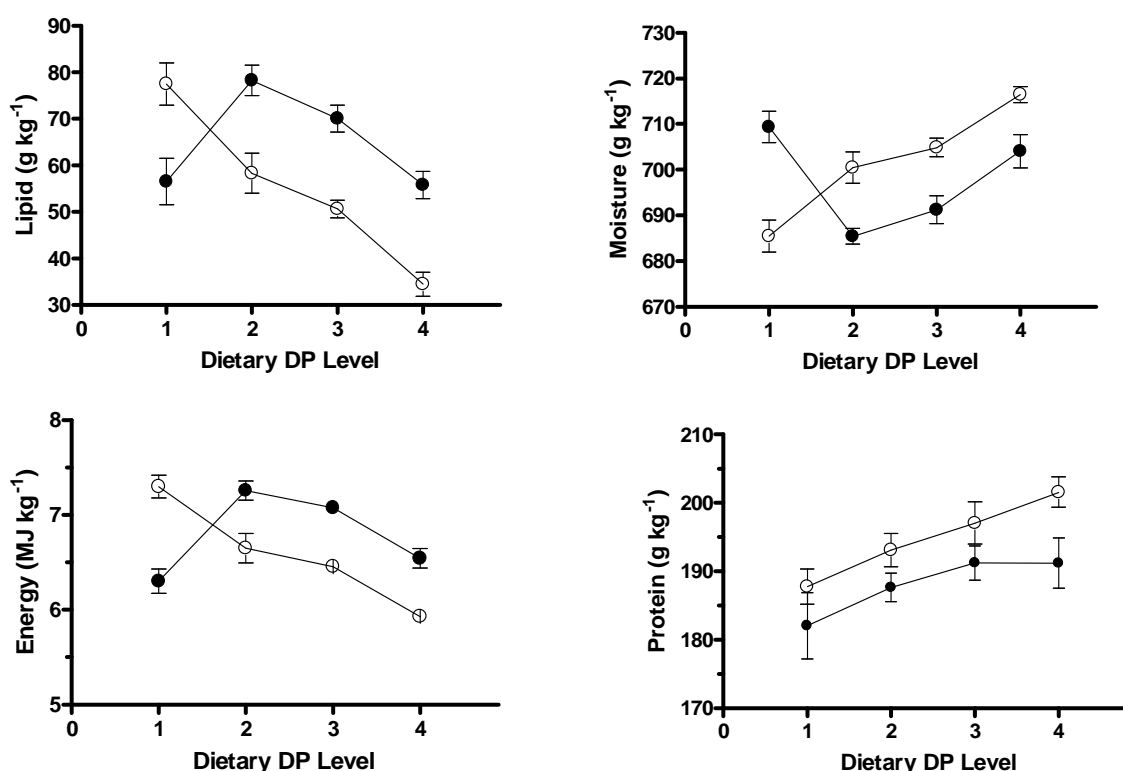 90
80
70
60
50
40
30
Lipid (g kg⁻¹)
0 1 2 3 4
Dietary DP Level
730
720
710
700
690
680
670
Moisture (g kg⁻¹)
0 1 2 3 4
Dietary DP Level
8
7
6
5
Energy (MJ kg⁻¹)
0 1 2 3 4
Dietary DP Level
210
200
190
180
170
Protein (g kg⁻¹)
0 1 2 3 4
Dietary DP Level